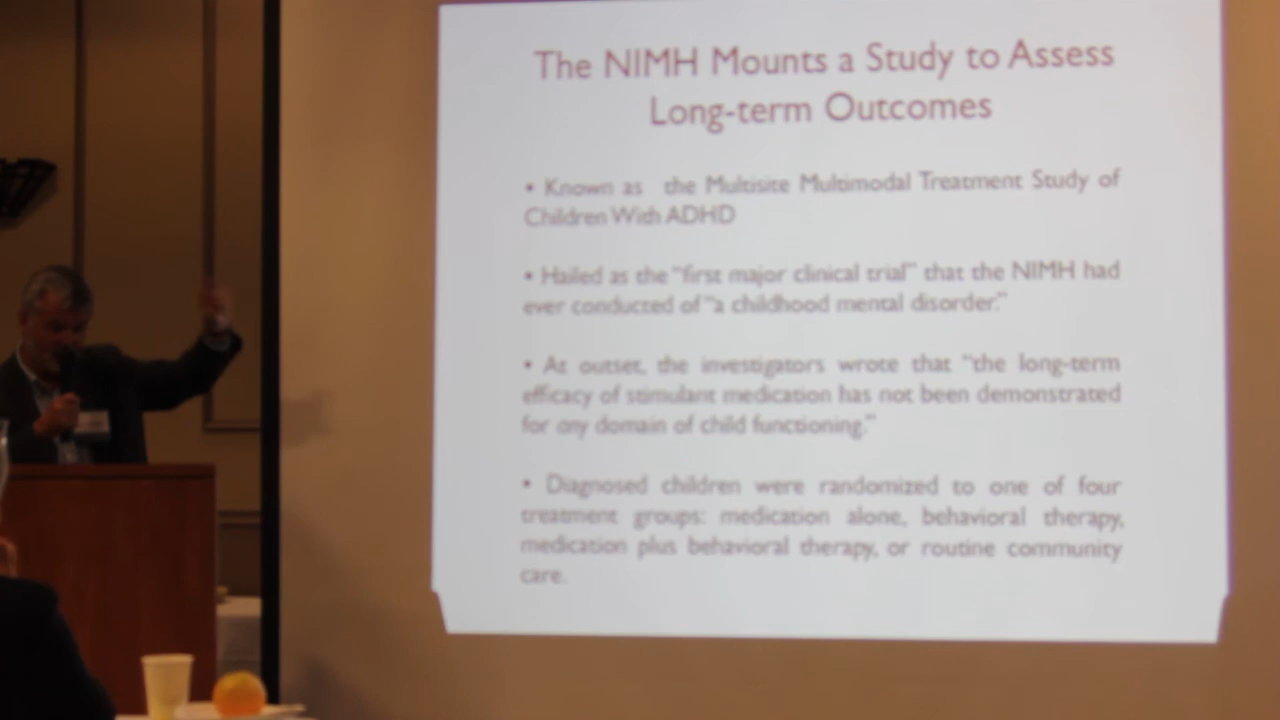 The NIMH Mounts a Study to Assess
Long-term Outcomes
• Known as the Multisite Multimodal Treatment Study of
Children With ADHD
• Hailed as the "first major clinical trial" that the NIMH had
ever conducted of "a childhood mental disorder."
• At outset, the investigators wrote that "the long-term
efficacy of stimulant medication has not been demonstrated
for any domain of child functioning."
• Diagnosed children were randomized to one of four
treatment groups: medication alone, behavioral therapy,
medication plus behavioral therapy, or routine community
care.